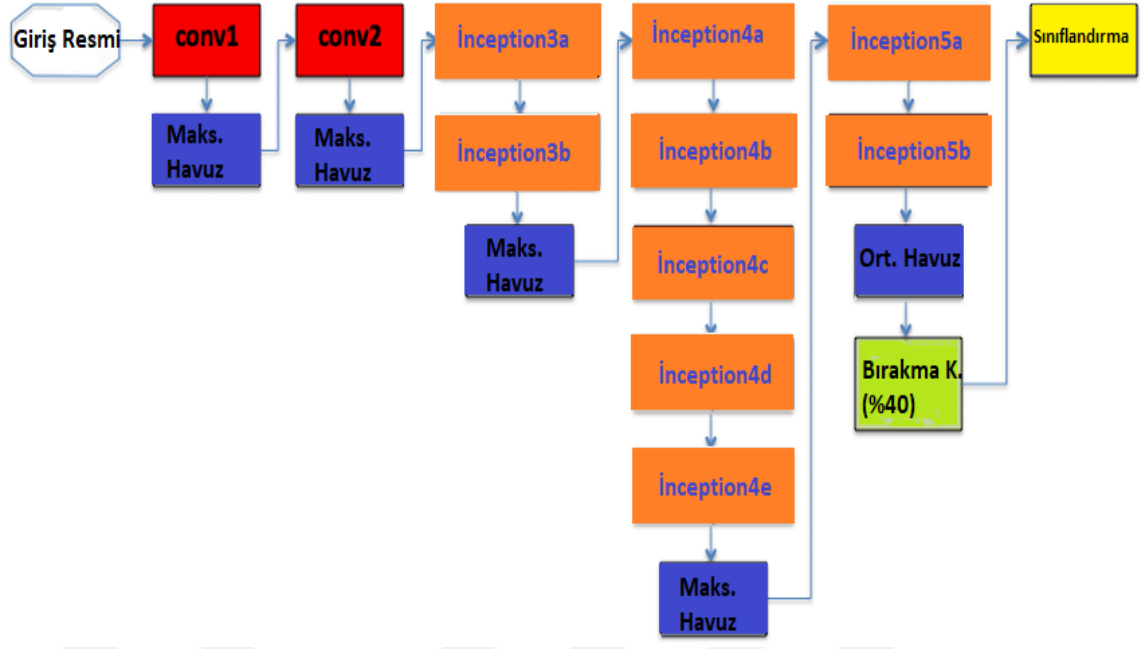 Giriş Resmi
conv1
Maks.
Havuz
conv2
Maks.
Havuz
İnception3a
İnception3b
Maks.
Havuz
İnception4a
İnception4b
İnception4c
İnception4d
İnception4e
Maks.
Havuz
İnception5a
İnception5b
Ort. Havuz
Bırakma K.
(%40)
Sınıflandırma